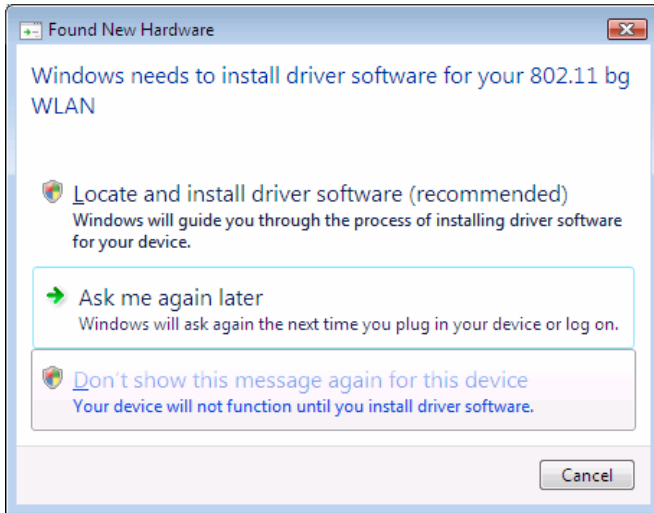 Found New Hardware
Windows needs to install driver software for your 802.11 bg
WLAN
Locate and install driver software (recommended)
Windows will guide you through the process of installing driver software
for your device.
Ask me again later
Windows will ask again the next time you plug in your device or log on.
Don't show this message again for this device
Your device will not function until you install driver software.
Cancel